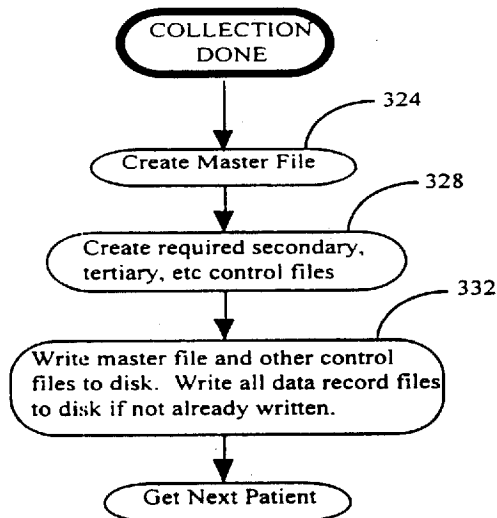 COLLECTION
DONE
324
Create Master File
328
Create required secondary,
tertiary, etc control files
332
Write master file and other control
files to disk. Write all data record files
to disk if not already written.
Get Next Patient